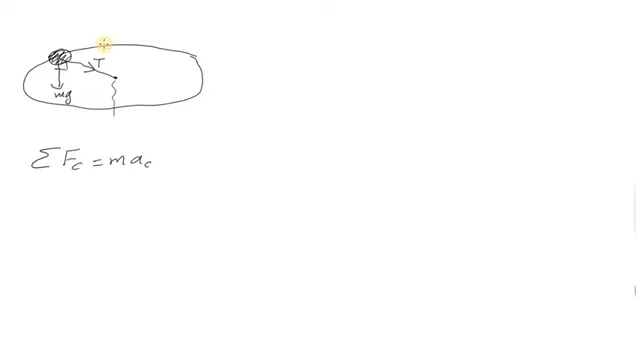 T
mg
ΣF_c = ma_c